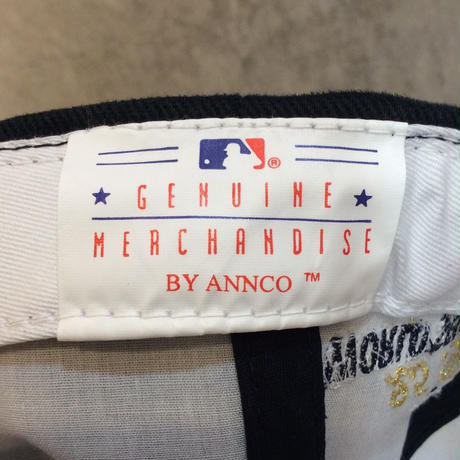 ®
GENUINE
MERCHANDISE
BY ANNCO ™